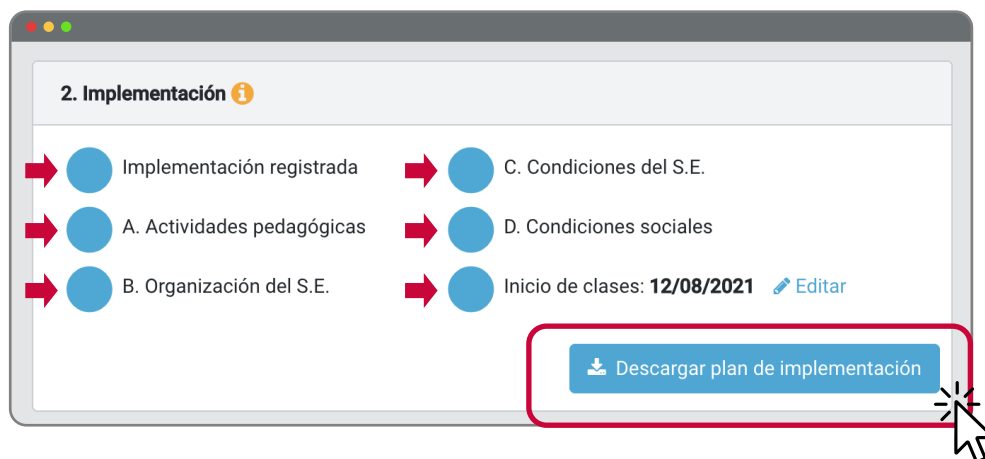 2. Implementación
Implementación registrada
A. Actividades pedagógicas
B. Organización del S.E.
C. Condiciones del S.E.
D. Condiciones sociales
Inicio de clases: 12/08/2021 Editar
Descargar plan de implementación